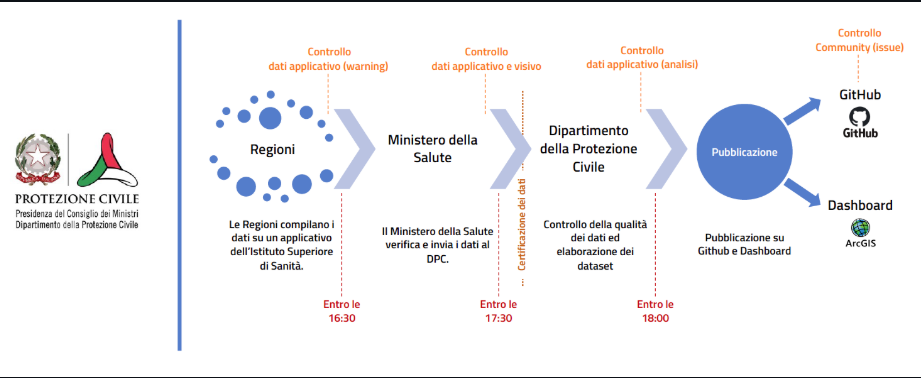 PROTEZIONE CIVILE
Presidenza del Consiglio dei Ministri
Dipartimento della Protezione Civile
Controllo
dati applicativo (warning)
Controllo
dati applicativo e visivo
Controllo
dati applicativo (analisi)
Controllo
Community (issue)
Regioni
Ministero della
Salute
Dipartimento
della Protezione
Civile
Pubblicazione
GitHub
GitHub
Dashboard
ArcGIS
Le Regioni compilano i
dati su un applicativo
dell'Istituto Superiore
di Sanità.
Il Ministero della Salute
verifica e invia i dati al
DPC.
Certificazione dei dati
Controllo della qualità
dei dati ed
elaborazione dei
dataset
Pubblicazione su
Github e Dashboard
Entro le
16:30
Entro le
17:30
Entro le
18:00